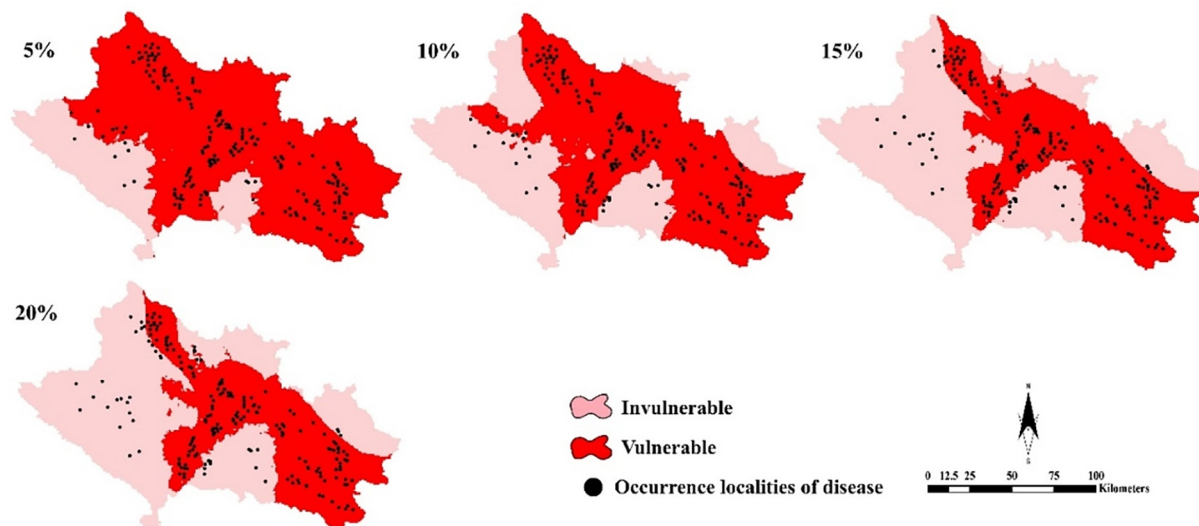 5%
10%
15%
20%
Invulnerable
Vulnerable
Occurrence localities of disease
N
S
0 12.5 25 50 75 100
Kilometers